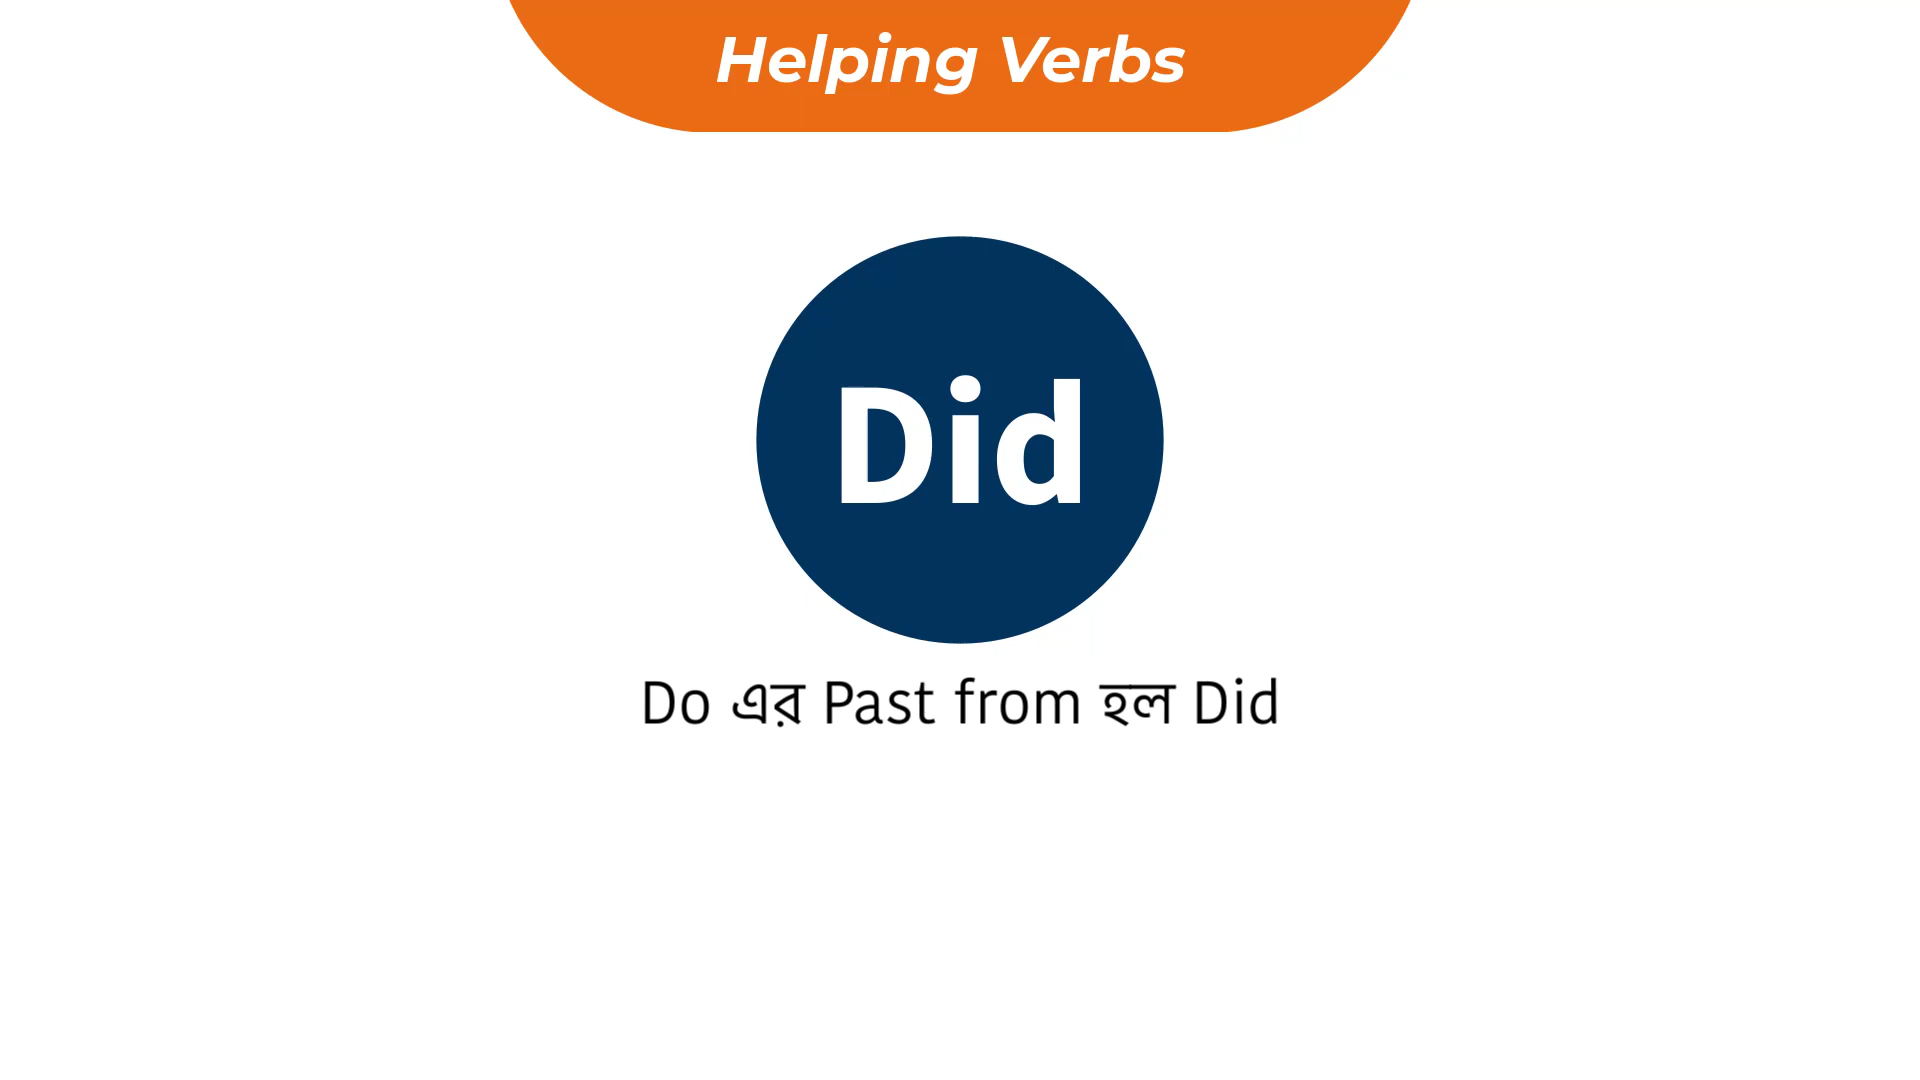 Helping Verbs
Did
Do এর Past from হল Did